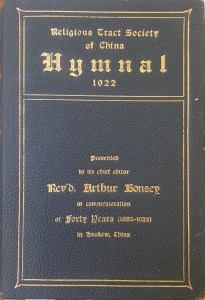 Religious Tract Society
of China
Hymnal
1922
Presented
to its chief editor
Rev'd. Arthur Bonsey
in commemoration
of Forty Years (1882-1922)
in Hankow, China